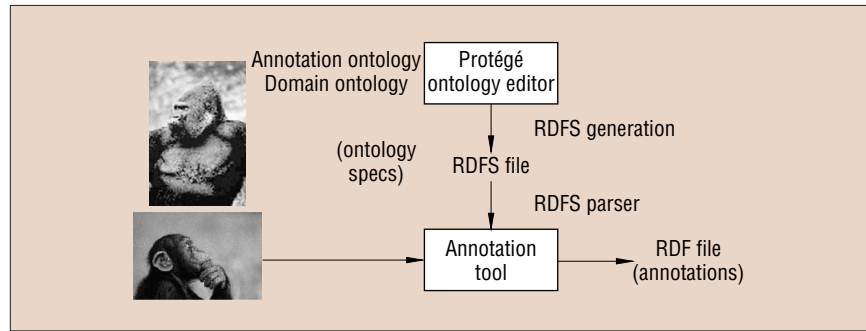 Annotation ontology
Domain ontology
Protégé
ontology editor
RDFS generation
(ontology
specs)
RDFS file
RDFS parser
Annotation
tool
RDF file
(annotations)